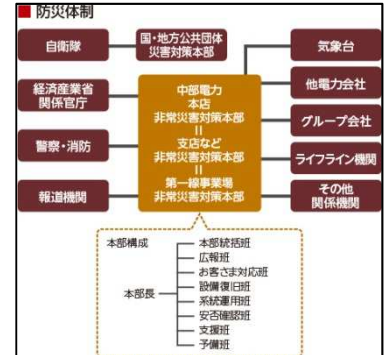 ■ 防災体制
自衛隊
国・地方公共団体
災害対策本部
気象台
経済産業省
関係官庁
中部電力
本店
非常災害対策本部
||
支店など
非常災害対策本部
||
第一線事業場
非常災害対策本部
他電力会社
グループ会社
警察・消防
ライフライン機関
報道機関
その他
関係機関
本部構成
本部長
本部統括班
広報班
お客さま対応班
設備復旧班
系統運用班
安否確認班
支援班
予備班